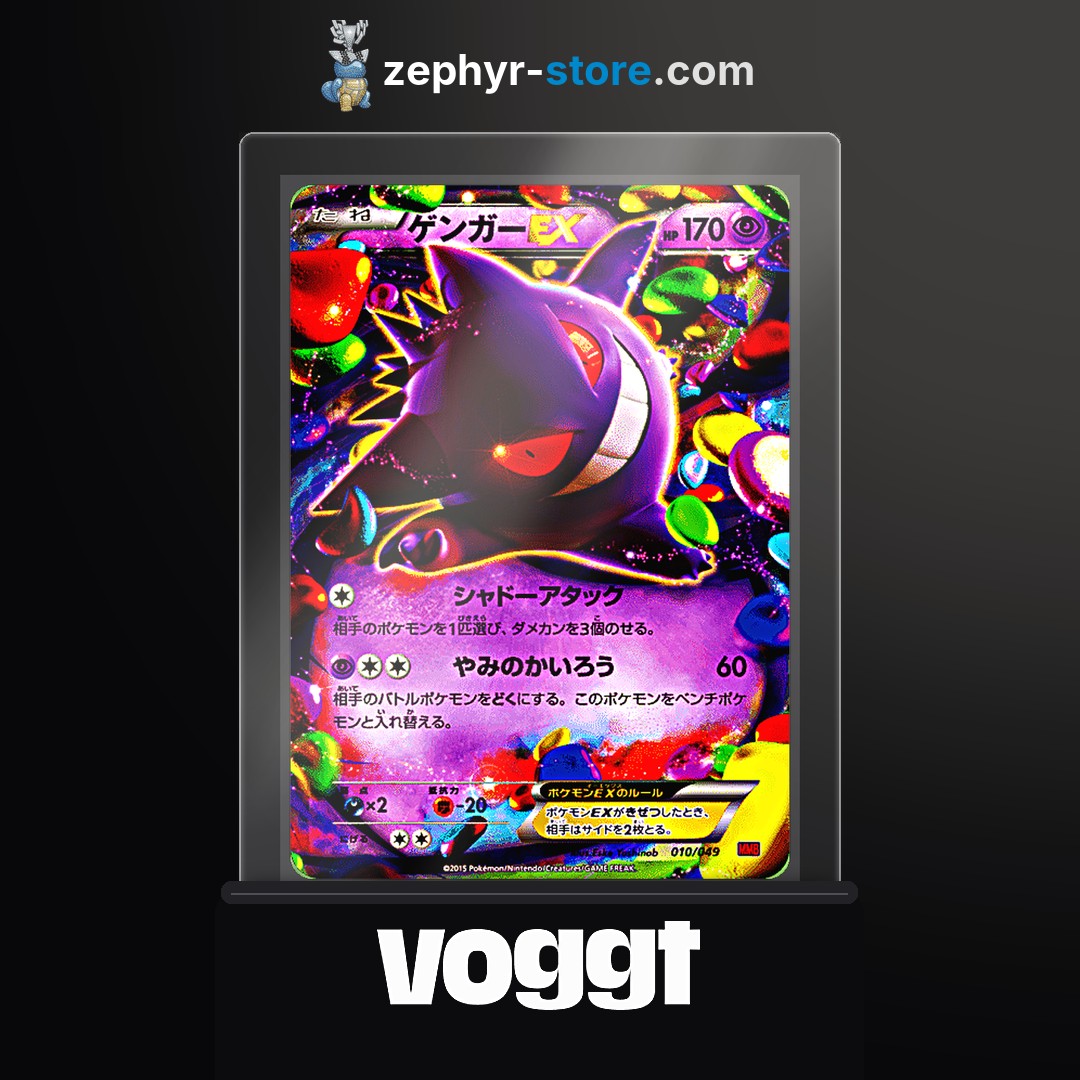 zephyr-store.com
たね
ゲンガーEX
HP 170
シャドーアタック
相手のポケモンを1匹選び、ダメカンを3個のせる。
やみのかいろう 60
相手のバトルポケモンをどくにする。このポケモンをベンチポケ
モンと入れ替える。
抵抗力
×2
-20
ポケモンEXのルール
ポケモンEXがきぜつしたとき、
相手はサイドを2枚とる。
010/049
MMB
©2015 Pokémon/Nintendo/Creatures/GAME FREAK
voggt